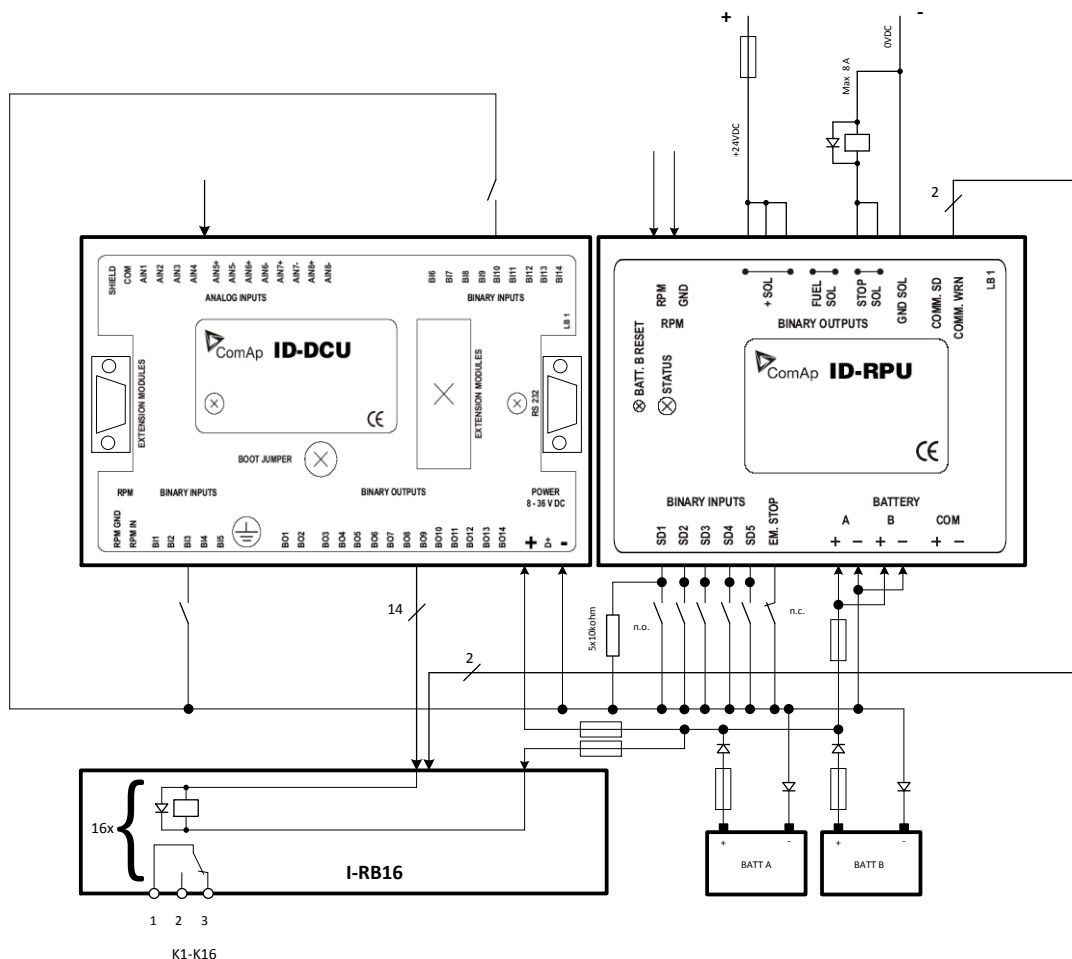 + -
0VDC
Max 8 A
+24VDC
2
SHIELD
COM
AIN1
AIN2
AIN3
AIN4
AIN5+
AIN5-
AIN6+
AIN6-
AIN7+
AIN7-
AIN8+
AIN8-
ANALOG INPUTS
BI6
BI7
BI8
BI9
BI10
BI11
BI12
BI13
BI14
BINARY INPUTS
LB 1
ComAp ID-DCU
CE
EXTENSION MODULES
EXTENSION MODULES
RS 232
BOOT JUMPER
RPM
BINARY INPUTS
BINARY OUTPUTS
POWER
8 - 36 V DC
RPM GND
RPM IN
BI1
BI2
BI3
BI4
BI5
BO1
BO2
BO3
BO4
BO5
BO6
BO7
BO8
BO9
BO10
BO11
BO12
BO13
BO14
+
D+
-
RPM
GND
RPM
+ SOL
FUEL
SOL
STOP
SOL
GND SOL
BINARY OUTPUTS
COMM. SD
COMM. WRN
LB 1
BATT. B RESET
STATUS
ComAp ID-RPU
CE
BINARY INPUTS
BATTERY
SD1
SD2
SD3
SD4
SD5
EM. STOP
A B COM
+ - + - + -
14
2
5x10kohm
n.o.
n.c.
16x
I-RB16
1 2 3
K1-K16
+ -
BATT A
+ -
BATT B